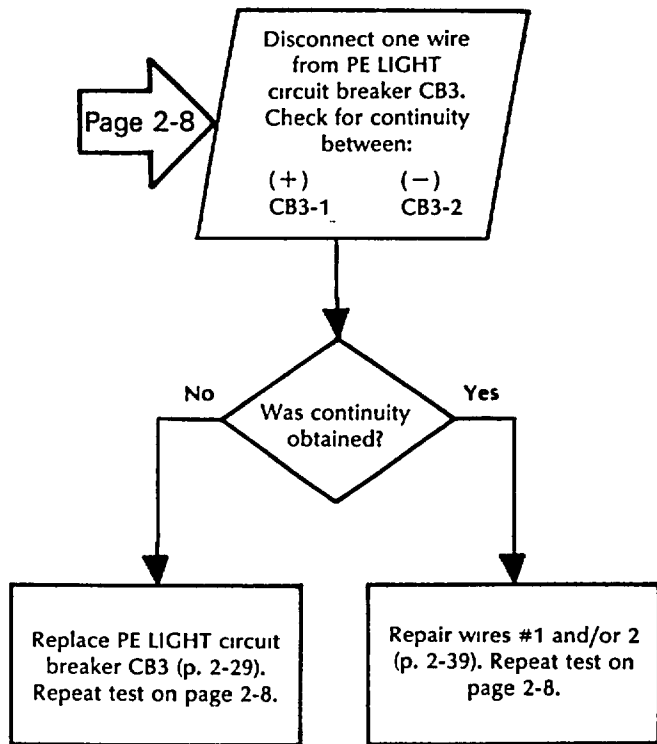 Disconnect one wire
from PE LIGHT
circuit breaker CB3.
Check for continuity
between:
(+) (−)
CB3-1 CB3-2
Page 2-8
Was continuity
obtained?
No
Yes
Replace PE LIGHT circuit
breaker CB3 (p. 2-29).
Repeat test on page 2-8.
Repair wires #1 and/or 2
(p. 2-39). Repeat test on
page 2-8.